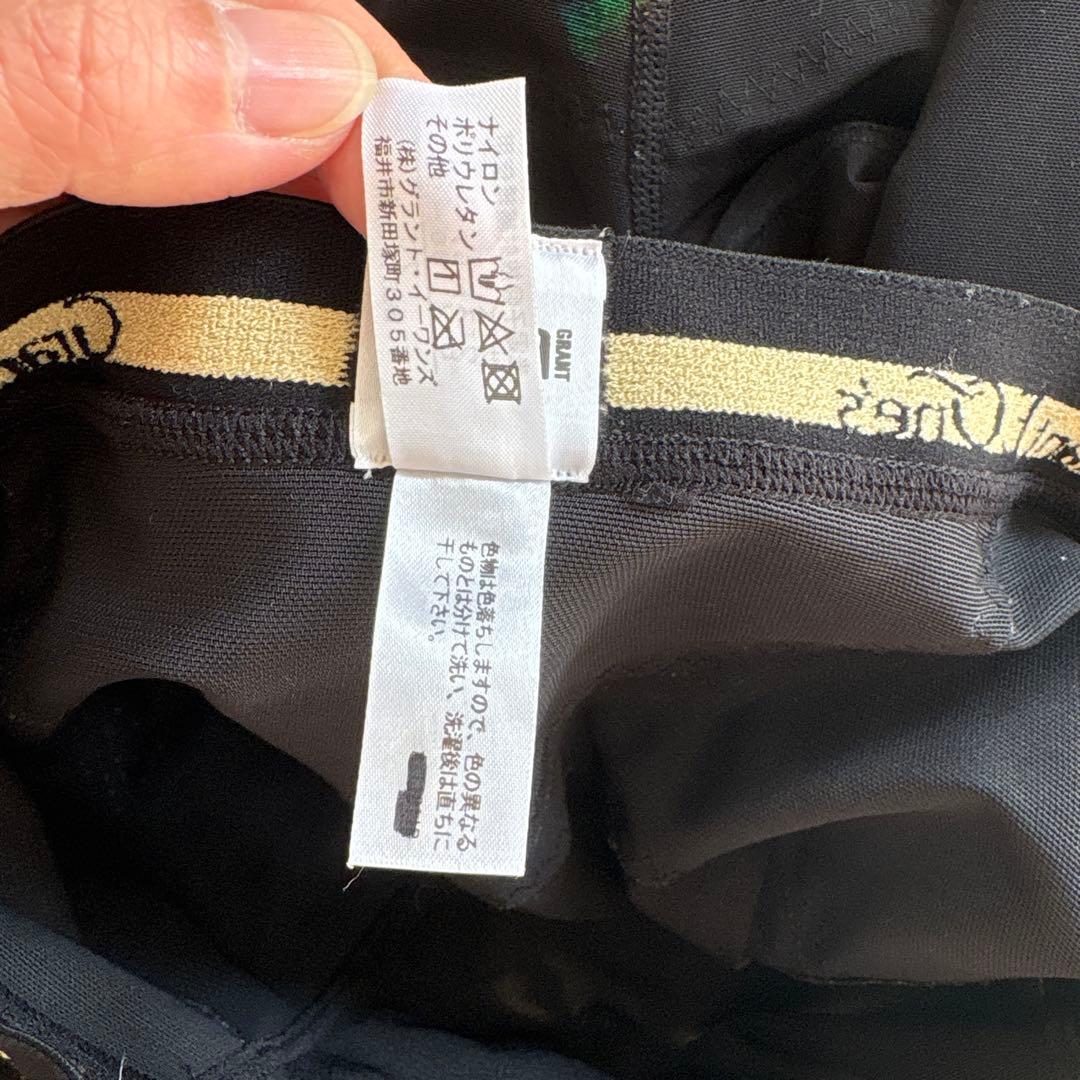 ナイロン
ポリウレタン
その他
(株)グラント・イーワンズ
福井市新田塚町305番地
GRANT
色物は色落ちしますので、色の異なる
ものとは分けて洗い、洗濯後は直ちに
干して下さい。
one's